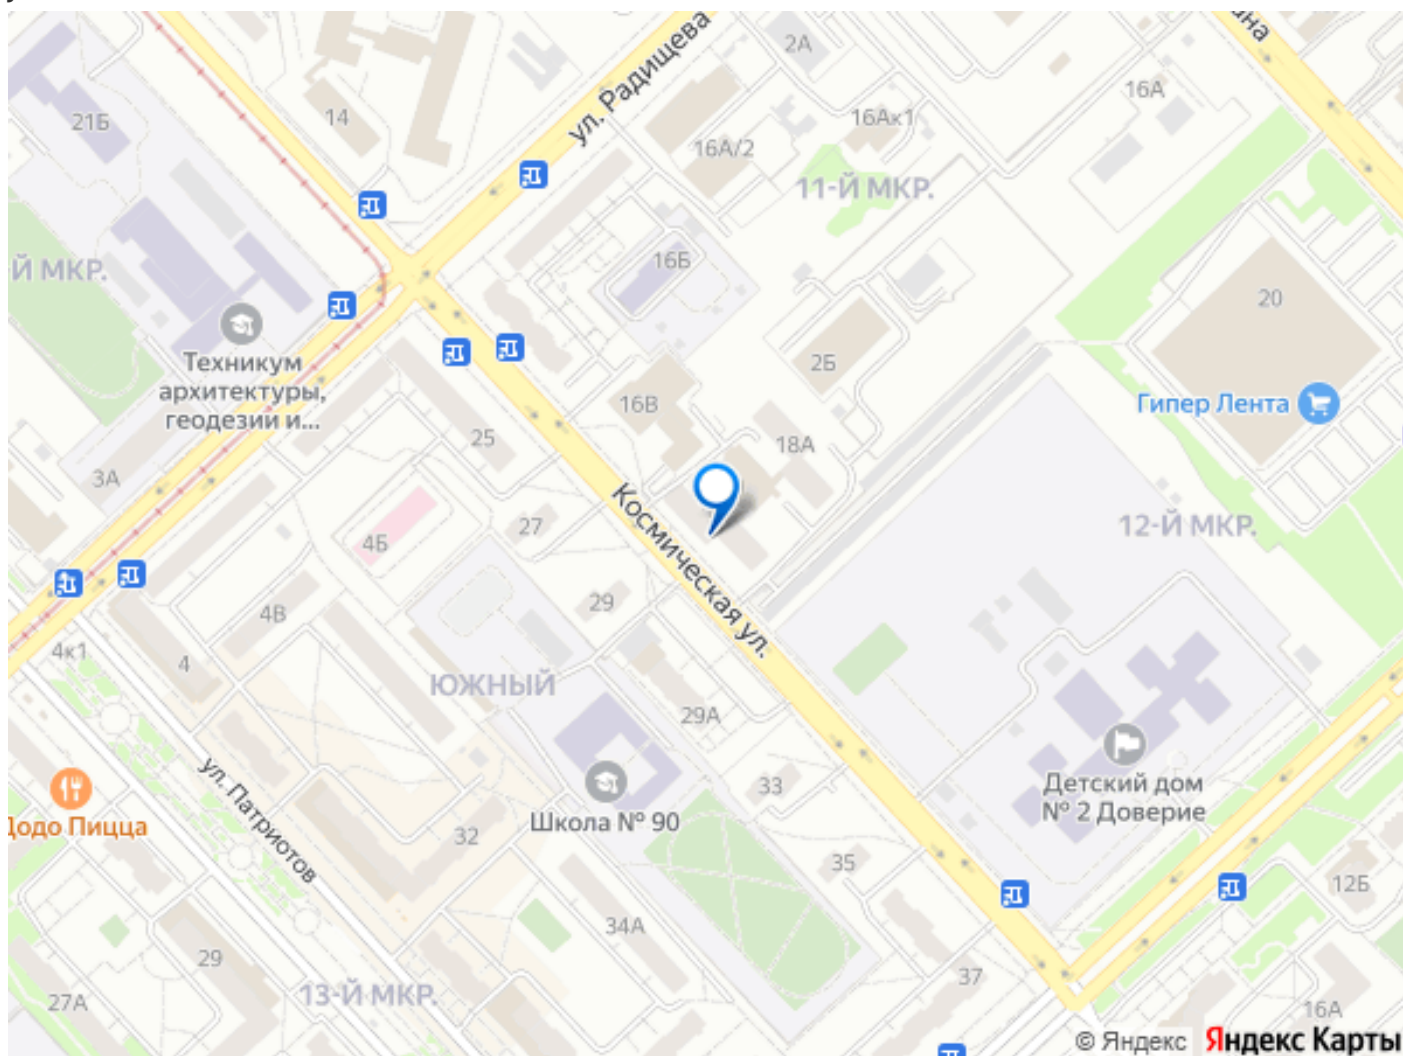 ул. Радищева
2А
16А
21Б
14
16Ак1
16А/2
11-Й МКР.
16Б
-Й МКР.
20
Техникум
архитектуры,
геодезии и...
2Б
16В
Гипер Лента
25
18А
3А
Космическая ул.
27
12-Й МКР.
4Б
29
4В
4к1
4
ЮЖНЫЙ
29А
ул. Патриотов
Детский дом
№ 2 Доверие
33
Додо Пицца
Школа № 90
32
35
12Б
34А
29
37
13-Й МКР.
27А
16А
© Яндекс Яндекс Карты